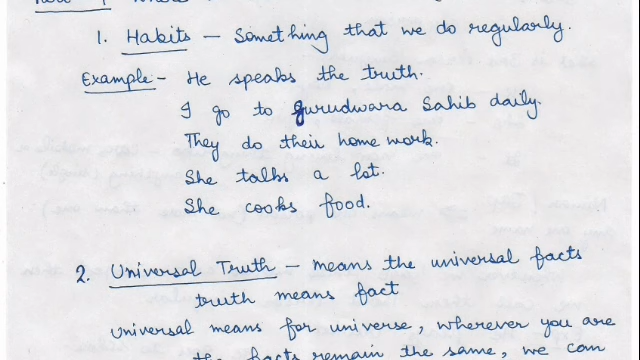 1. Habits – Something that we do regularly.
Example – He speaks the truth.
I go to gurudwara Sahib daily.
They do their home work.
She talks a lot.
She cooks food.
2. Universal Truth – means the universal facts
truth means fact
Universal means for universe, wherever you are
the facts remain the same, we can